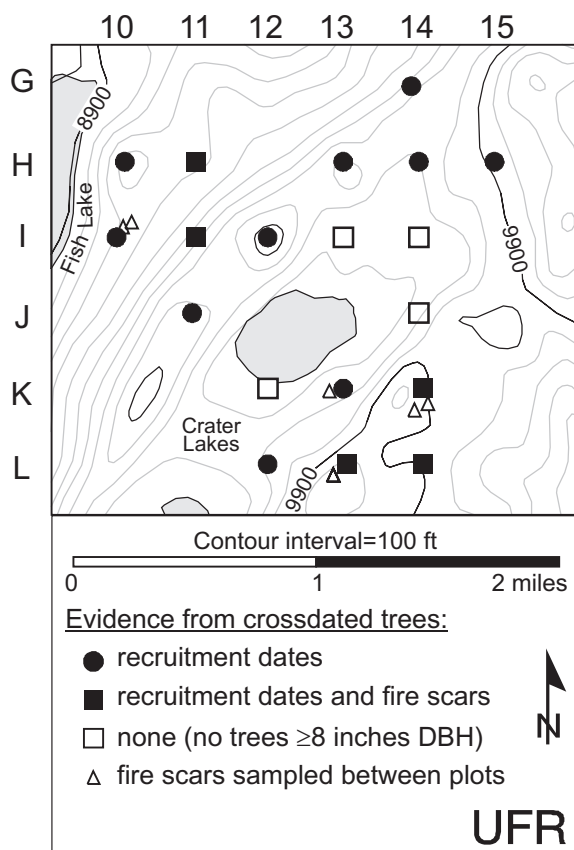 10 11 12 13 14 15
G
8900
H
Fish Lake
I
9900
J
K
Crater
Lakes
L
9900
Contour interval=100 ft
0 1 2 miles
Evidence from crossdated trees:
recruitment dates
recruitment dates and fire scars
none (no trees ≥8 inches DBH)
fire scars sampled between plots
N
UFR